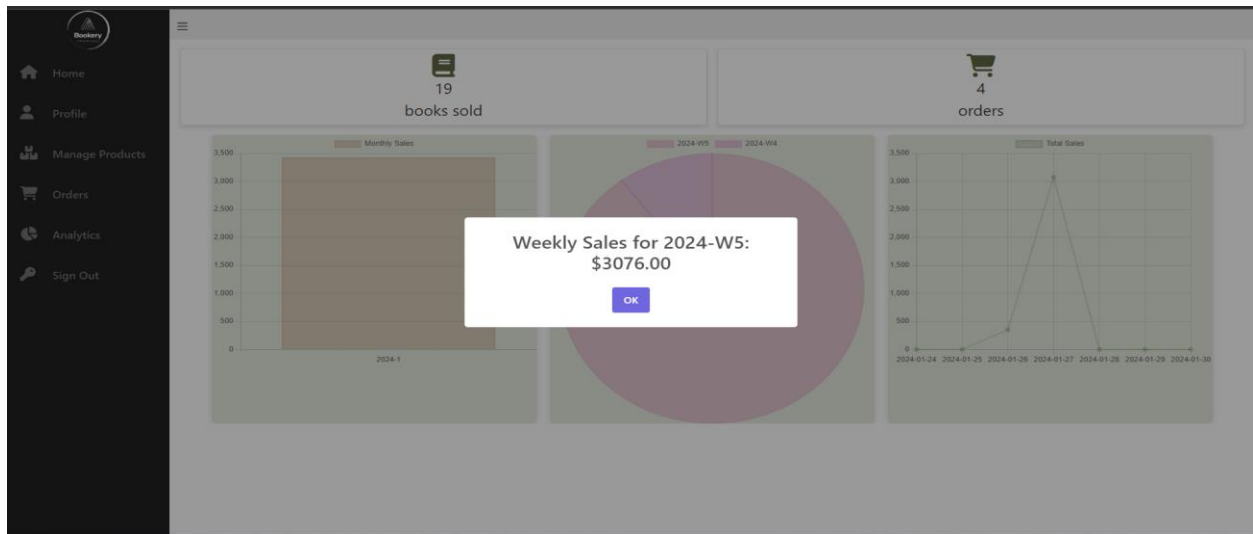 Bookery
Home
Profile
Manage Products
Orders
Analytics
Sign Out
19
books sold
4
orders
Monthly Sales
3,500
3,000
2,500
2,000
1,500
1,000
500
0
2024-1
2024-W5 2024-W4
Total Sales
3,500
3,000
2,500
2,000
1,500
1,000
500
0
2024-01-24 2024-01-25 2024-01-26 2024-01-27 2024-01-28 2024-01-29 2024-01-30
Weekly Sales for 2024-W5:
$3076.00
OK